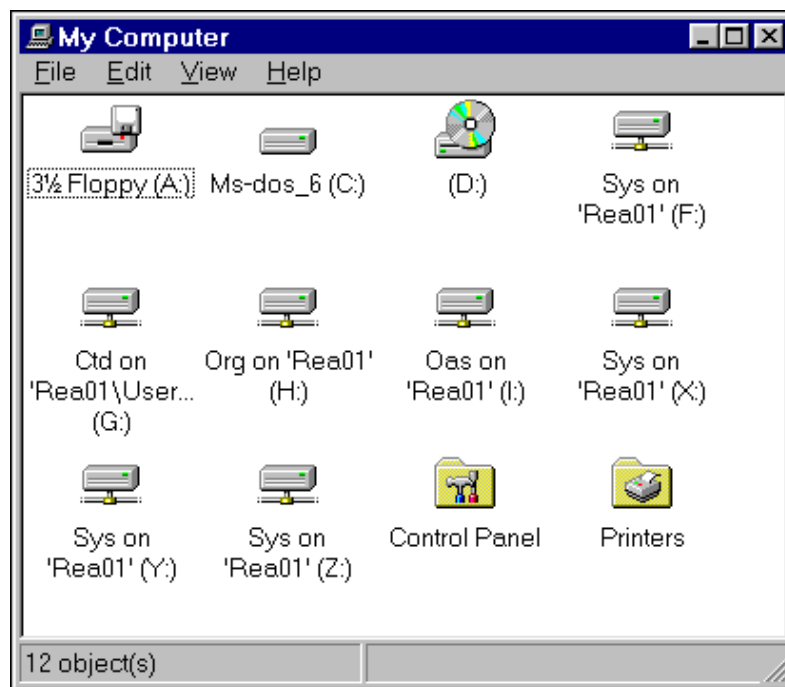 My Computer
File Edit View Help
3½ Floppy (A:) Ms-dos_6 (C:) (D:) Sys on 'Rea01' (F:)
Ctd on 'Rea01\User... (G:) Org on 'Rea01' (H:) Oas on 'Rea01' (I:) Sys on 'Rea01' (X:)
Sys on 'Rea01' (Y:) Sys on 'Rea01' (Z:) Control Panel Printers
12 object(s)